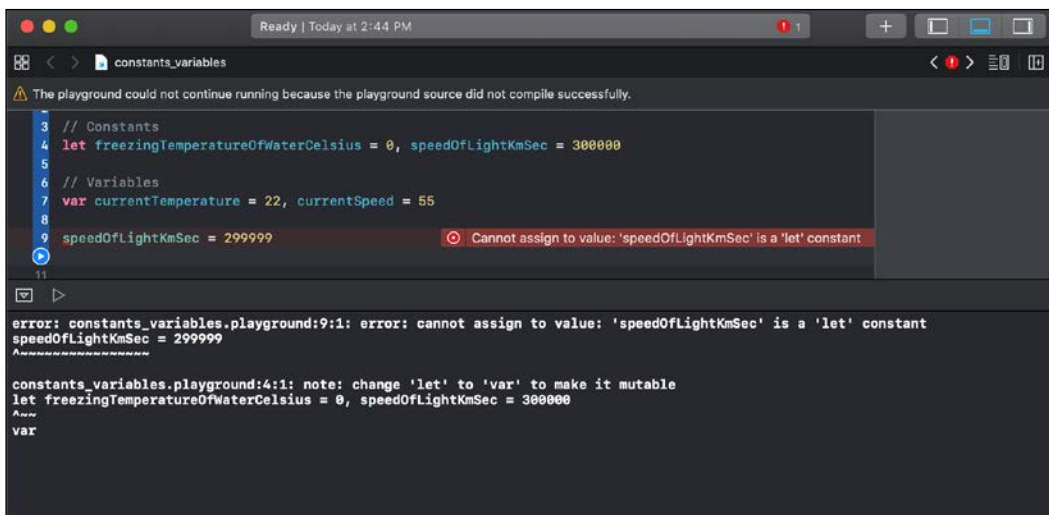 Ready | Today at 2:44 PM
1
constants_variables
The playground could not continue running because the playground source did not compile successfully.
3 // Constants
4 let freezingTemperatureOfWaterCelsius = 0, speedOfLightKmSec = 300000
5
6 // Variables
7 var currentTemperature = 22, currentSpeed = 55
8
9 speedOfLightKmSec = 299999 Cannot assign to value: 'speedOfLightKmSec' is a 'let' constant
11
error: constants_variables.playground:9:1: error: cannot assign to value: 'speedOfLightKmSec' is a 'let' constant
speedOfLightKmSec = 299999
^~~~~~~~~~~~~~~~~
constants_variables.playground:4:1: note: change 'let' to 'var' to make it mutable
let freezingTemperatureOfWaterCelsius = 0, speedOfLightKmSec = 300000
^~~
var